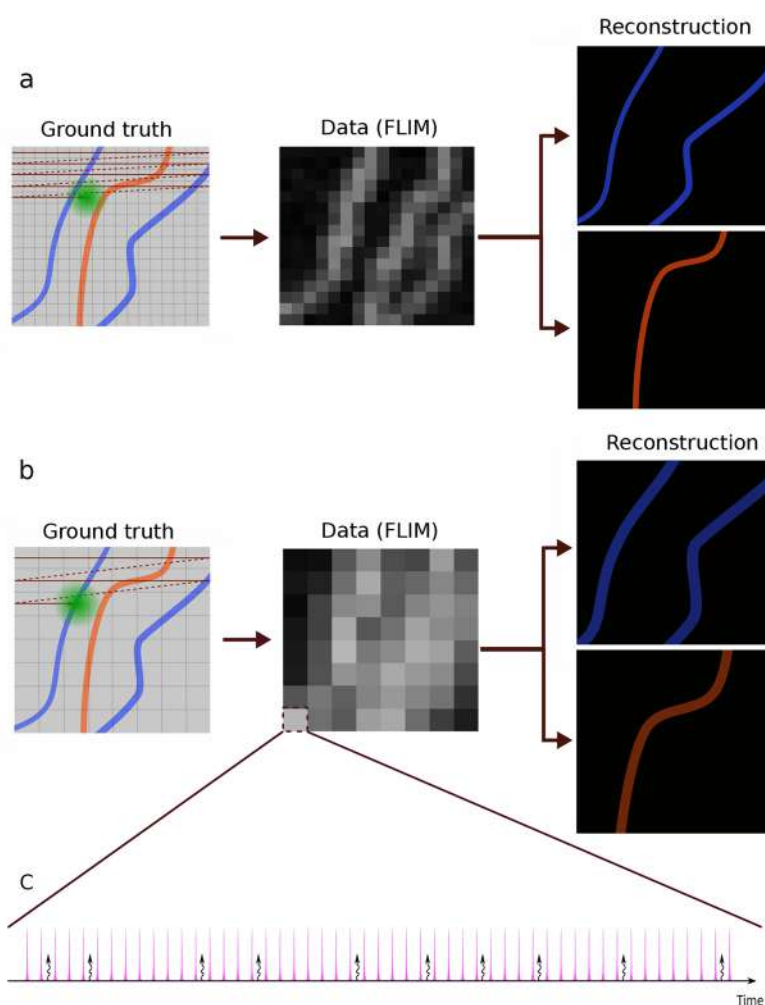 Reconstruction
a
Ground truth
Data (FLIM)
Reconstruction
b
Ground truth
Data (FLIM)
C
Time